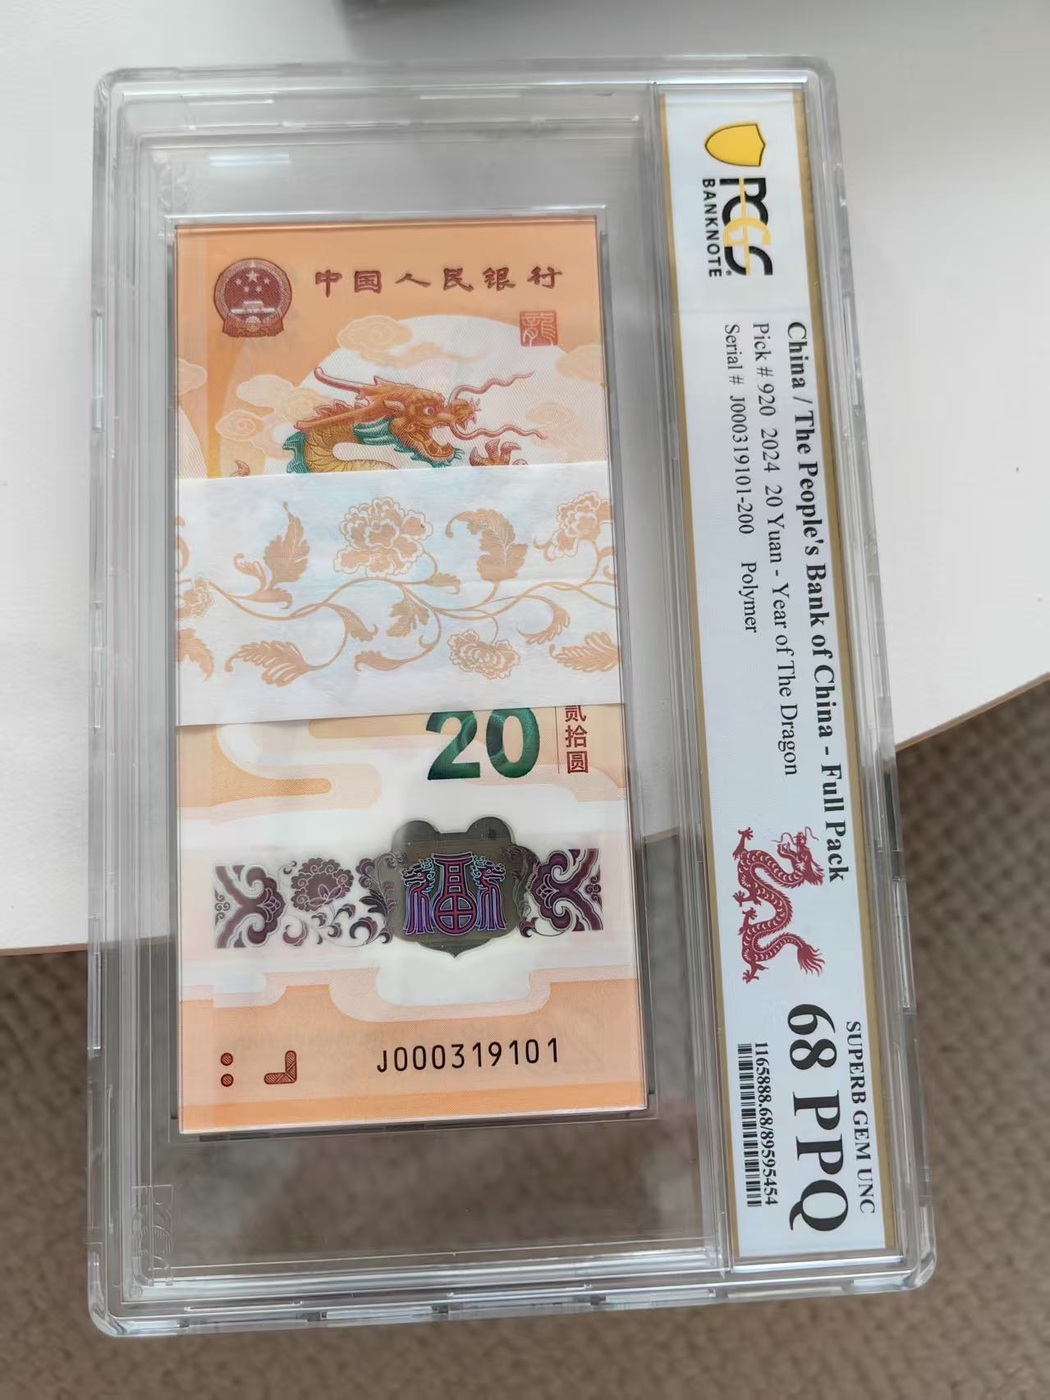 中国人民银行
龍
20
贰拾圆
J000319101
PCGS
BANKNOTE
China / The People's Bank of China - Full Pack
Pick # 920 2024 20 Yuan - Year of The Dragon
Serial # J000319101-200 Polymer
SUPERB GEM UNC
68 PPQ
1165888.68/89595454